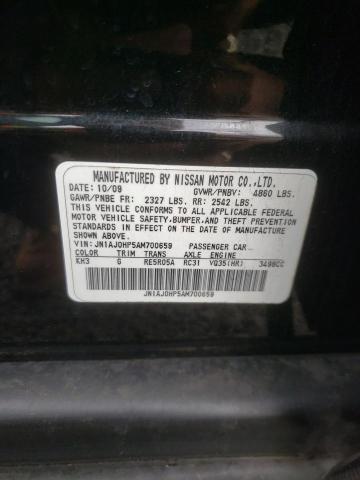 MANUFACTURED BY NISSAN MOTOR CO.,LTD.
DATE: 10/09 GVWR/PNBV: 4860 LBS.
GAWR/PNBE FR: 2327 LBS. RR: 2542 LBS.
THIS VEHICLE CONFORMS TO ALL APPLICABLE FEDERAL
MOTOR VEHICLE SAFETY,BUMPER,AND THEFT PREVENTION
STANDARDS IN EFFECT ON THE DATE OF MANUFACTURE
SHOWN ABOVE.
VIN: JN1AJ0HP5AM700659 PASSENGER CAR
COLOR TRIM TRANS AXLE ENGINE
KH3 G RE5R05A RC31 VQ35(HR) 3498CC
JN1AJ0HP5AM700659